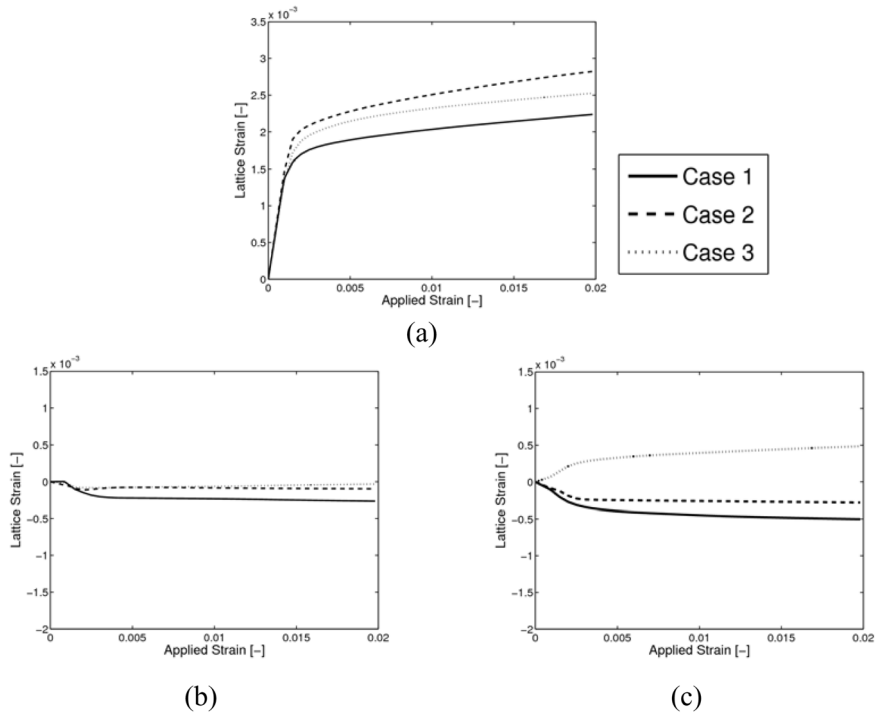 x 10⁻³
3.5
3
2.5
2
1.5
1
0.5
0
Lattice Strain [−]
0 0.005 0.01 0.015 0.02
Applied Strain [−]
Case 1
Case 2
Case 3
(a)
x 10⁻³
1.5
1
0.5
0
−0.5
−1
−1.5
−2
Lattice Strain [−]
0 0.005 0.01 0.015 0.02
Applied Strain [−]
(b)
x 10⁻³
1.5
1
0.5
0
−0.5
−1
−1.5
−2
Lattice Strain [−]
0 0.005 0.01 0.015 0.02
Applied Strain [−]
(c)